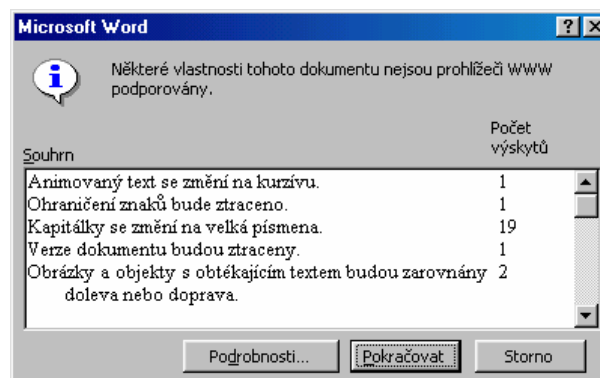 Microsoft Word
Některé vlastnosti tohoto dokumentu nejsou prohlížeči WWW
podporovány.
Souhrn
Počet
výskytů
Animovaný text se změní na kurzívu. 1
Ohraničení znaků bude ztraceno. 1
Kapitálky se změní na velká písmena. 19
Verze dokumentu budou ztraceny. 1
Obrázky a objekty s obtékajícím textem budou zarovnány 2
doleva nebo doprava.
Podrobnosti... Pokračovat Storno